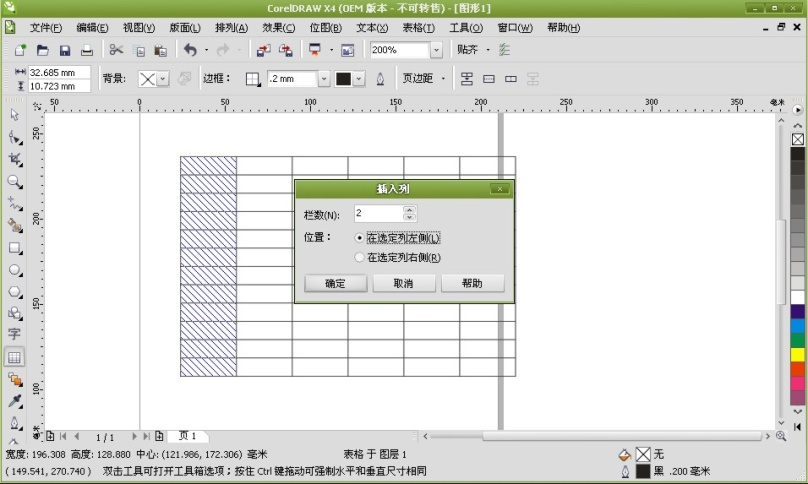 CorelDRAW X4 (OEM 版本 - 不可转售) - [图形1]
文件(F) 编辑(E) 视图(V) 版面(L) 排列(A) 效果(C) 位图(B) 文本(X) 表格(T) 工具(O) 窗口(W) 帮助(H)
200% 贴齐
32.685 mm
10.723 mm
背景: 边框: .2 mm 页边距
50 0 50 100 150 200 250 300 350 毫米
250
200
150
100
毫米
字
插入列
栏数(N): 2
位置: 在选定列左侧(L)
在选定列右侧(R)
确定 取消 帮助
1 / 1 页 1
宽度: 196.308 高度: 128.880 中心: (121.986, 172.306) 毫米 表格 于 图层 1 无
(149.541, 270.740) 双击工具可打开工具箱选项; 按住 Ctrl 键拖动可强制水平和垂直尺寸相同 黑 .200 毫米